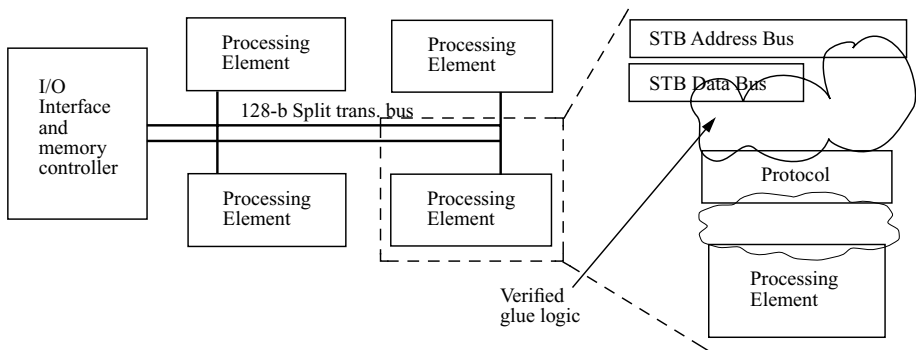 I/O
Interface
and
memory
controller
Processing
Element
Processing
Element
128-b Split trans. bus
Processing
Element
Processing
Element
Verified
glue logic
STB Address Bus
STB Data Bus
Protocol
Processing
Element